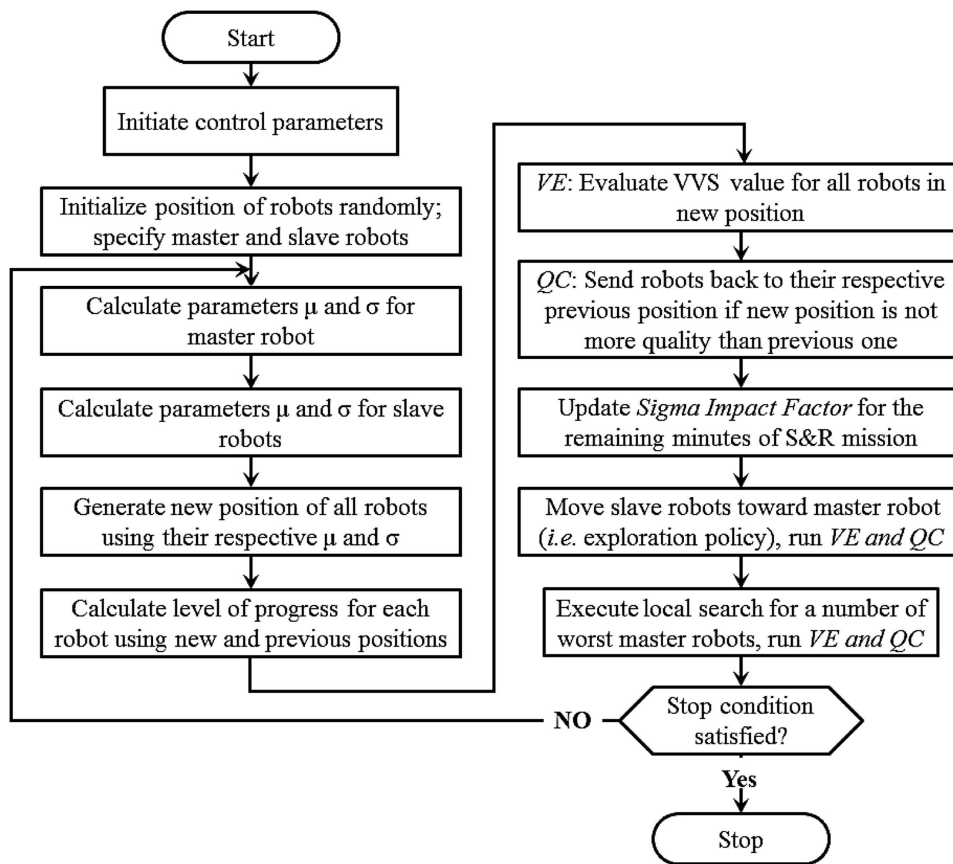 Start
Initiate control parameters
Initialize position of robots randomly;
specify master and slave robots
Calculate parameters μ and σ for
master robot
Calculate parameters μ and σ for slave
robots
Generate new position of all robots
using their respective μ and σ
Calculate level of progress for each
robot using new and previous positions
VE: Evaluate VVS value for all robots in
new position
QC: Send robots back to their respective
previous position if new position is not
more quality than previous one
Update Sigma Impact Factor for the
remaining minutes of S&R mission
Move slave robots toward master robot
(i.e. exploration policy), run VE and QC
Execute local search for a number of
worst master robots, run VE and QC
Stop condition
satisfied?
NO
Yes
Stop